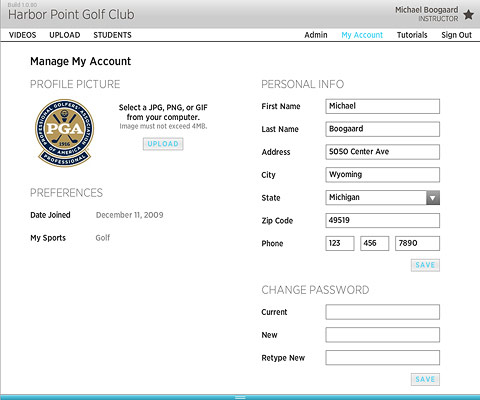 Build 1.0.80
Harbor Point Golf Club
Michael Boogaard
INSTRUCTOR
VIDEOS UPLOAD STUDENTS Admin My Account Tutorials Sign Out
Manage My Account
PROFILE PICTURE
PROFESSIONAL GOLFERS' ASSOCIATION
PGA
1916
OF AMERICA
PROFESSIONAL
Select a JPG, PNG, or GIF
from your computer.
Image must not exceed 4MB.
UPLOAD
PREFERENCES
Date Joined December 11, 2009
My Sports Golf
PERSONAL INFO
First Name Michael
Last Name Boogaard
Address 5050 Center Ave
City Wyoming
State Michigan
Zip Code 49519
Phone 123 456 7890
SAVE
CHANGE PASSWORD
Current
New
Retype New
SAVE